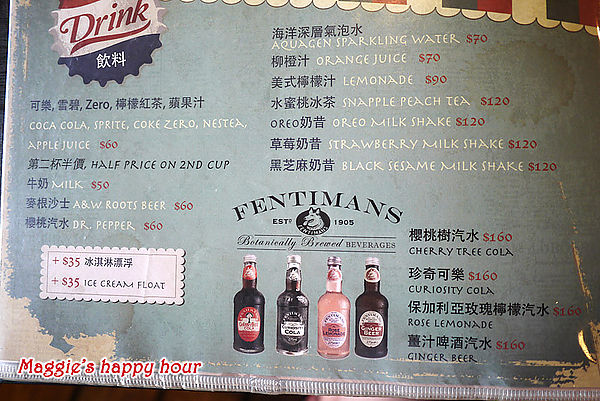 Drink
飲料
可樂, 雪碧, Zero, 檸檬紅茶, 蘋果汁
COCA COLA, SPRITE, COKE ZERO, NESTEA,
APPLE JUICE $60
第二杯半價, HALF PRICE ON 2ND CUP
牛奶 MILK $50
麥根沙士 A&W ROOTS BEER $60
櫻桃汽水 DR. PEPPER $60
+ $35 冰淇淋漂浮
+ $35 ICE CREAM FLOAT
海洋深層氣泡水
AQUAGEN SPARKLING WATER $70
柳橙汁 ORANGE JUICE $70
美式檸檬汁 LEMONADE $90
水蜜桃冰茶 SNAPPLE PEACH TEA $120
OREO奶昔 OREO MILK SHAKE $120
草莓奶昔 STRAWBERRY MILK SHAKE $120
黑芝麻奶昔 BLACK SESAME MILK SHAKE $120
FENTIMANS
ESTD 1905
Botanically Brewed BEVERAGES
CHERRYTREE COLA
CURIOSITY COLA
ROSE LEMONADE
GINGER BEER
櫻桃樹汽水 $160
CHERRY TREE COLA
珍奇可樂 $160
CURIOSITY COLA
保加利亞玫瑰檸檬汽水 $160
ROSE LEMONADE
薑汁啤酒汽水 $160
GINGER BEER
Maggie's happy hour